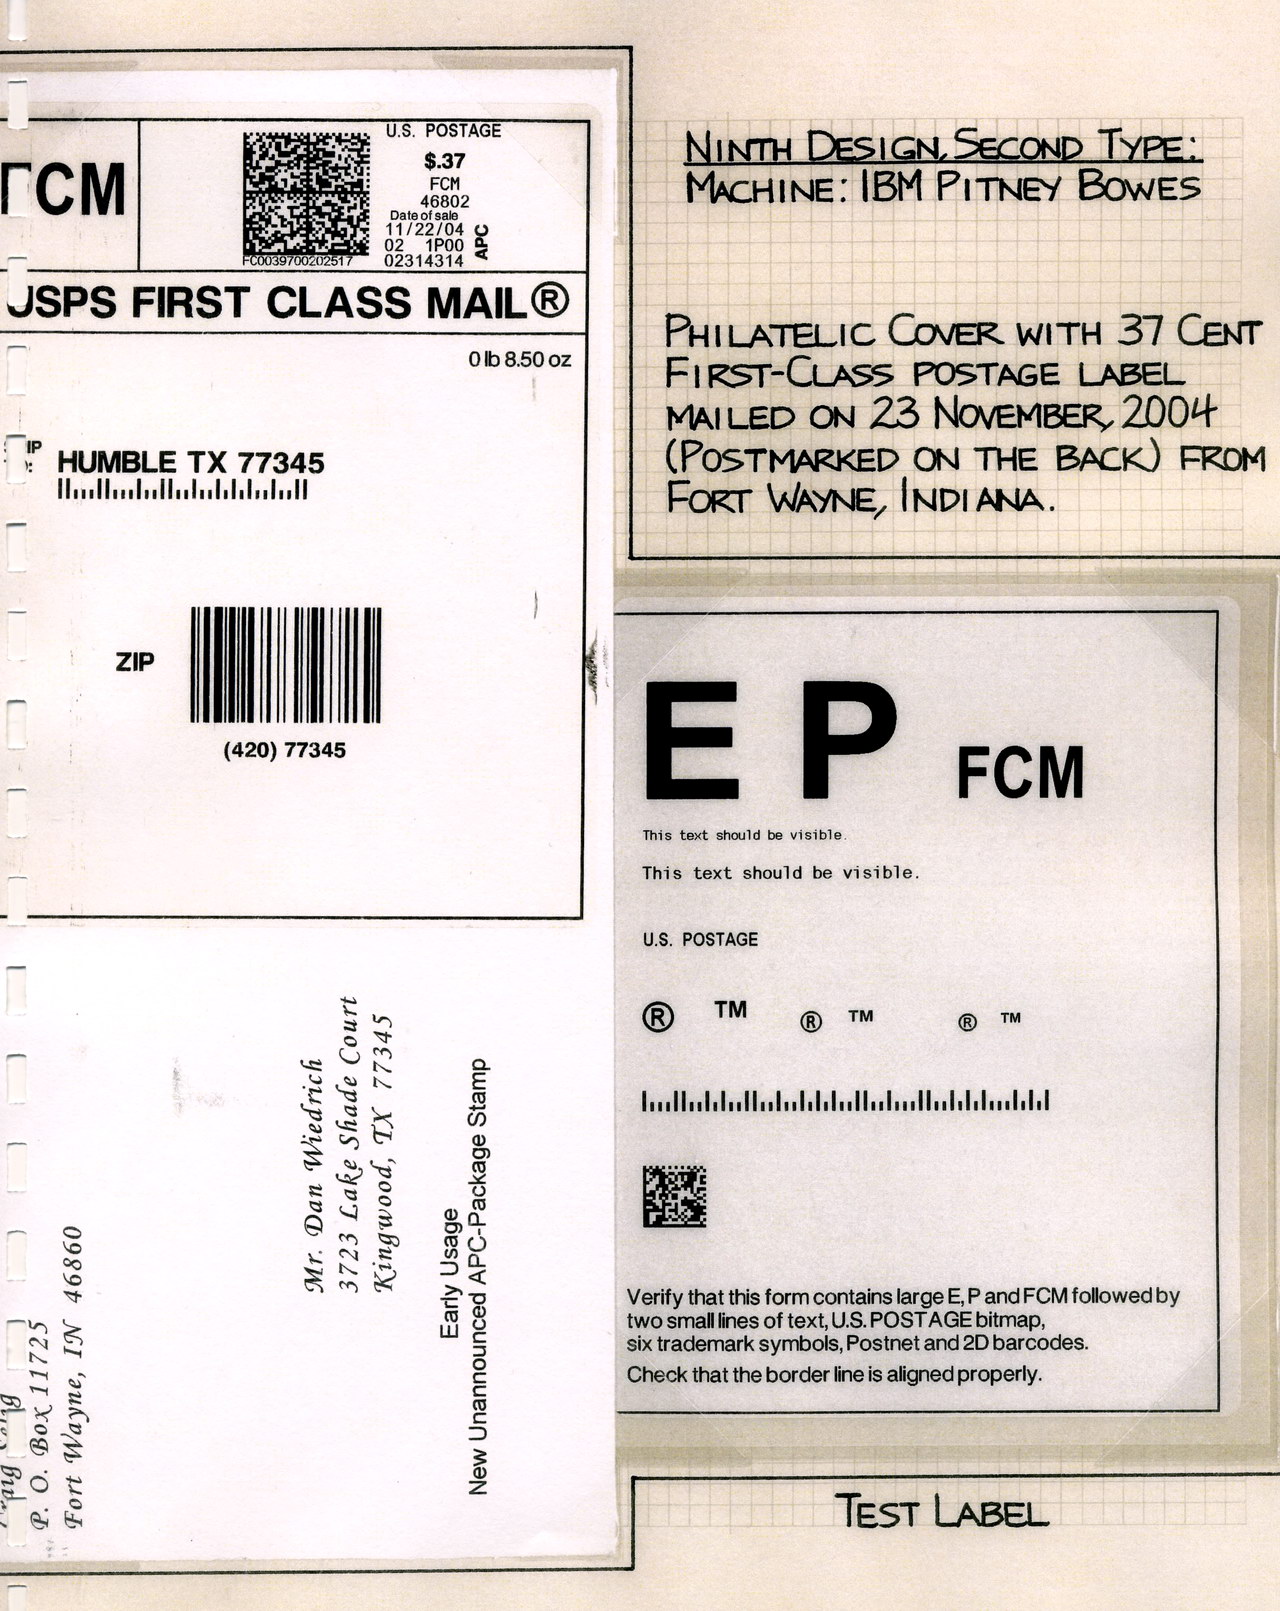 FCM
U.S. POSTAGE
$.37
FCM
46802
Date of sale
11/22/04
02 1P00
02314314
APC
FC0039700202517
USPS FIRST CLASS MAIL®
0 lb 8.50 oz
HUMBLE TX 77345
ZIP
(420) 77345
Mr. Dan Wiedrich
3723 Lake Shade Court
Kingwood, TX 77345
Early Usage
New Unannounced APC-Package Stamp
P. O. Box 11725
Fort Wayne, IN 46860
NINTH DESIGN, SECOND TYPE:
MACHINE: IBM PITNEY BOWES
PHILATELIC COVER WITH 37 CENT
FIRST-CLASS POSTAGE LABEL
MAILED ON 23 NOVEMBER, 2004
(POSTMARKED ON THE BACK) FROM
FORT WAYNE, INDIANA.
E P FCM
This text should be visible.
This text should be visible.
U.S. POSTAGE
® TM ® TM ® TM
Verify that this form contains large E, P and FCM followed by
two small lines of text, U.S. POSTAGE bitmap,
six trademark symbols, Postnet and 2D barcodes.
Check that the border line is aligned properly.
TEST LABEL